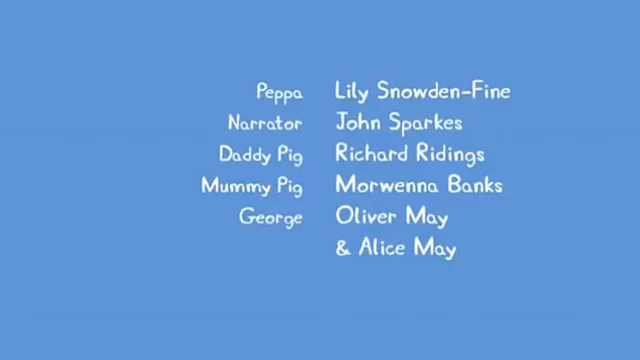 Peppa Lily Snowden-Fine
Narrator John Sparkes
Daddy Pig Richard Ridings
Mummy Pig Morwenna Banks
George Oliver May
& Alice May